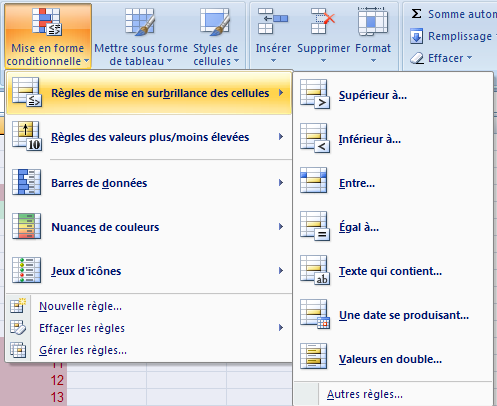 Mise en forme conditionnelle
Mettre sous forme de tableau
Styles de cellules
Insérer
Supprimer
Format
Σ Somme autom
Remplissage
Effacer
Règles de mise en surbrillance des cellules
Règles des valeurs plus/moins élevées
Barres de données
Nuances de couleurs
Jeux d'icônes
Nouvelle règle...
Effacer les règles
Gérer les règles...
Supérieur à...
Inférieur à...
Entre...
Égal à...
Texte qui contient...
Une date se produisant...
Valeurs en double...
Autres règles...
11
12
13